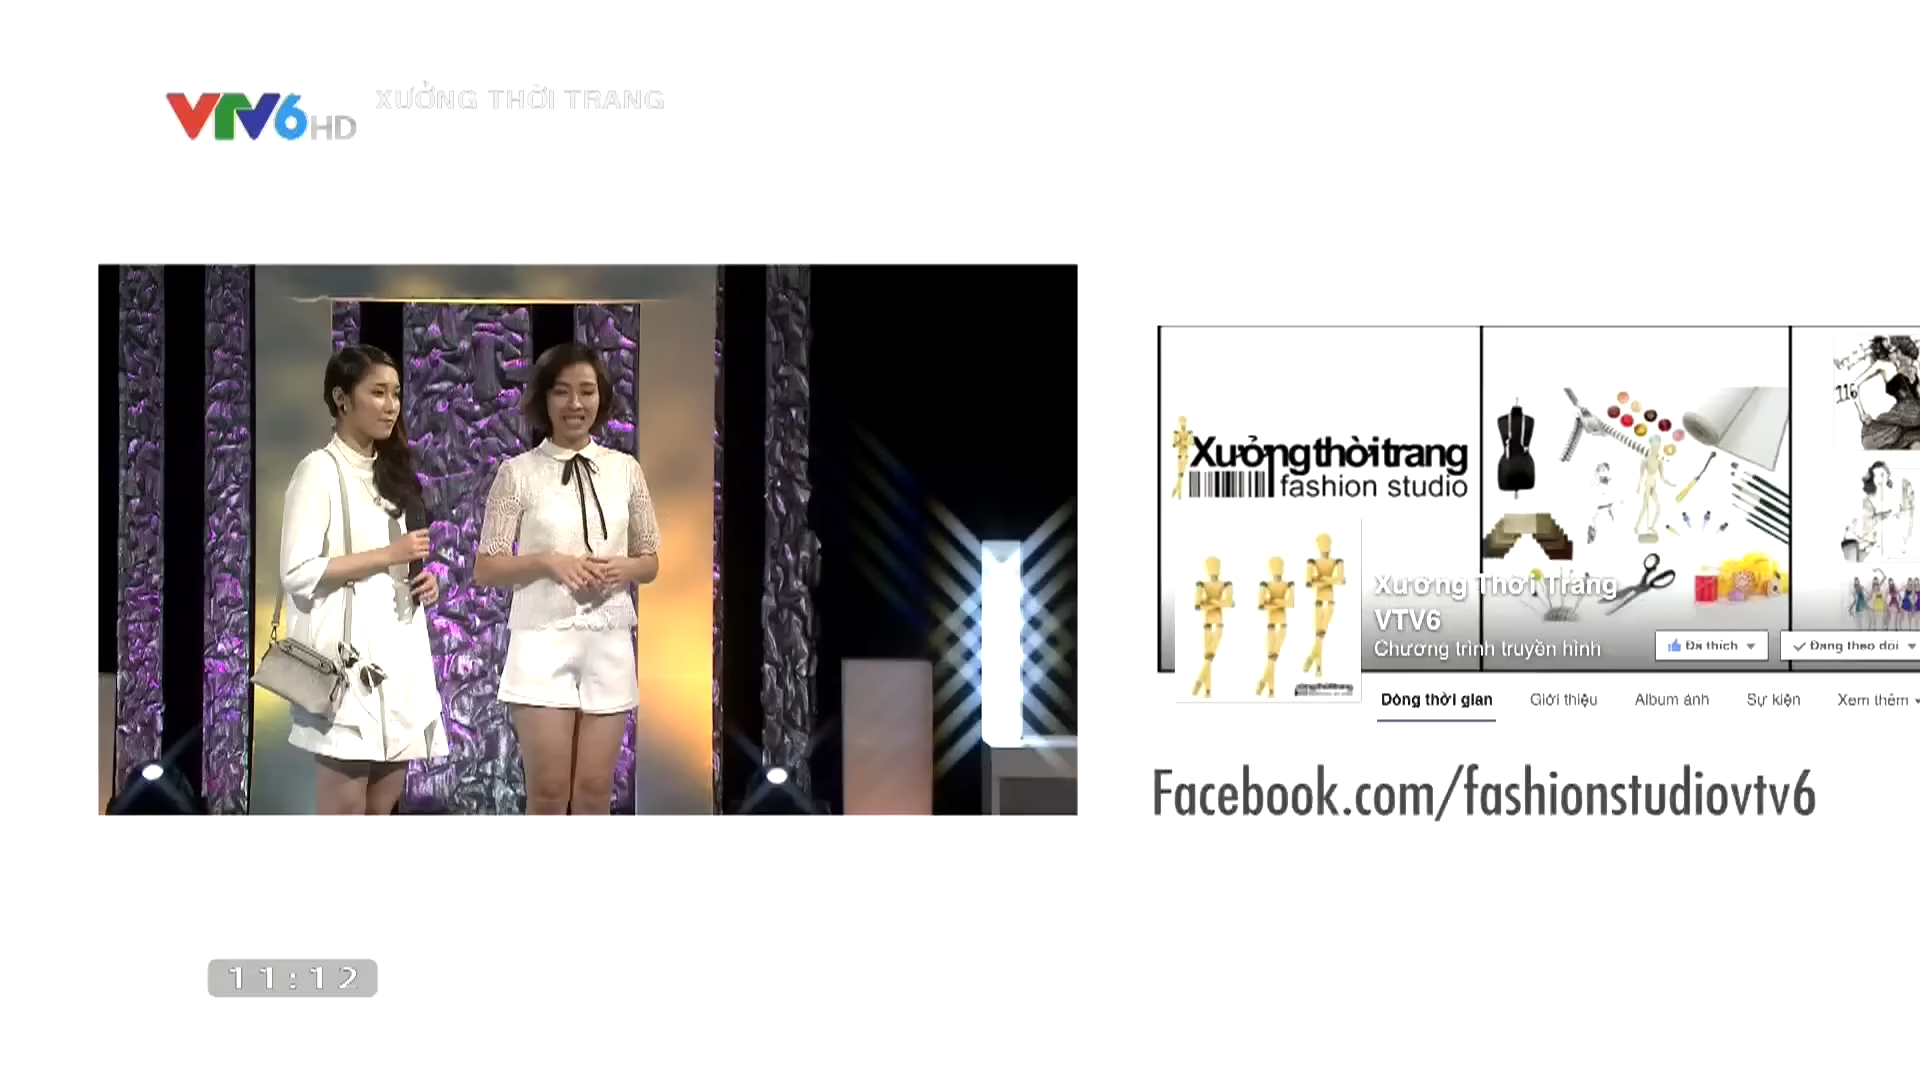 VTV6HD
XƯỞNG THỜI TRANG
116
Xưởngthờitrang
fashion studio
Xưởng Thời Trang
VTV6
Chương trình truyền hình
Đã thích
Đang theo dõi
Dòng thời gian
Giới thiệu
Album ảnh
Sự kiện
Xem thêm
Facebook.com/fashionstudiovtv6
11:12